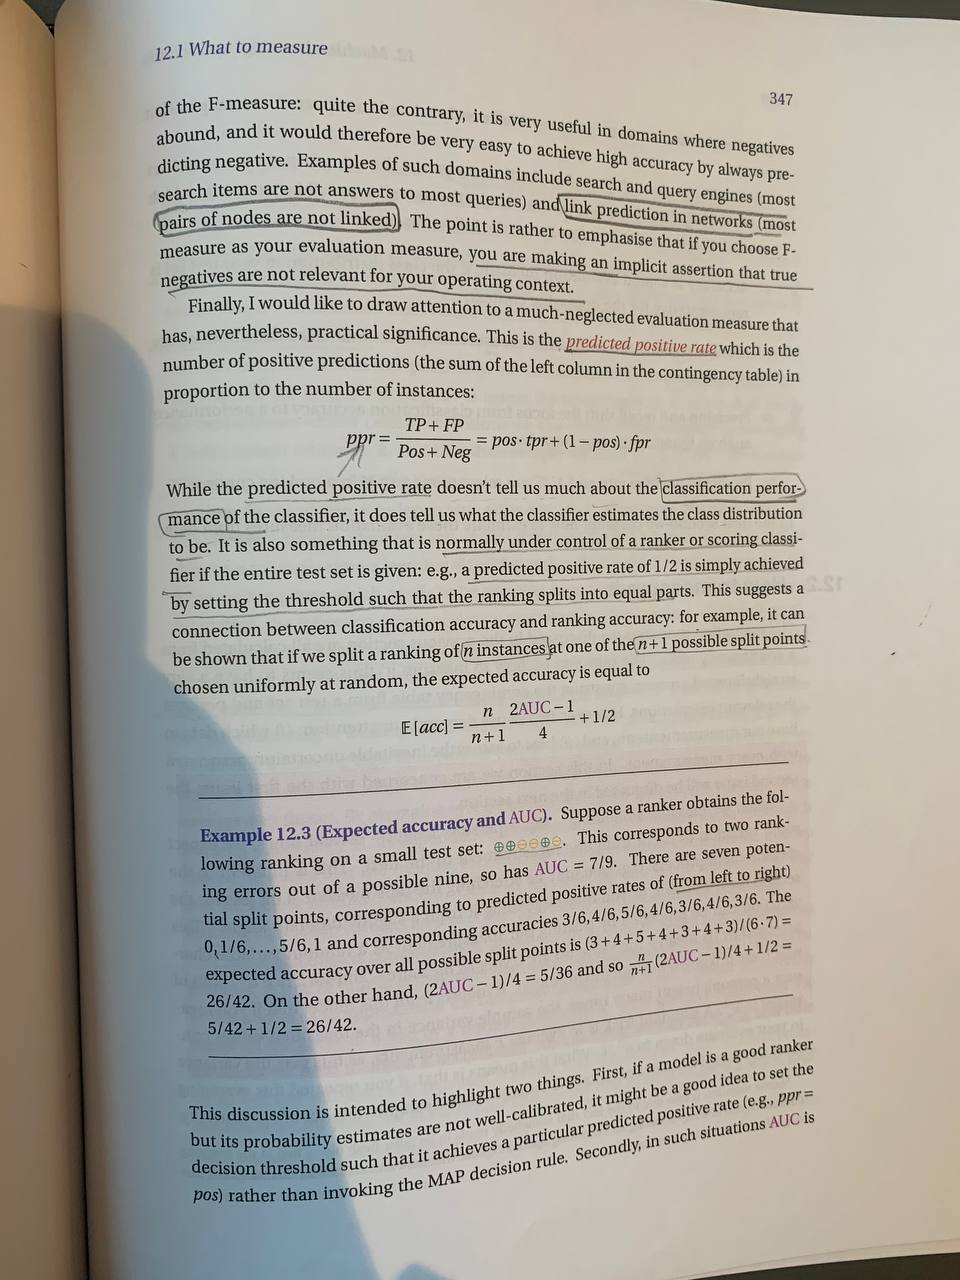 12.1 What to measure
347
of the F-measure: quite the contrary, it is very useful in domains where negatives
abound, and it would therefore be very easy to achieve high accuracy by always pre-
dicting negative. Examples of such domains include search and query engines (most
search items are not answers to most queries) and link prediction in networks (most
pairs of nodes are not linked). The point is rather to emphasise that if you choose F-
measure as your evaluation measure, you are making an implicit assertion that true
negatives are not relevant for your operating context.
Finally, I would like to draw attention to a much-neglected evaluation measure that
has, nevertheless, practical significance. This is the predicted positive rate which is the
number of positive predictions (the sum of the left column in the contingency table) in
proportion to the number of instances:
ppr = (TP + FP) / (Pos + Neg) = pos · tpr + (1 − pos) · fpr
While the predicted positive rate doesn't tell us much about the classification perfor-
mance of the classifier, it does tell us what the classifier estimates the class distribution
to be. It is also something that is normally under control of a ranker or scoring classi-
fier if the entire test set is given: e.g., a predicted positive rate of 1/2 is simply achieved
by setting the threshold such that the ranking splits into equal parts. This suggests a
connection between classification accuracy and ranking accuracy: for example, it can
be shown that if we split a ranking of n instances at one of the n+1 possible split points
chosen uniformly at random, the expected accuracy is equal to
𝔼[acc] = n/(n+1) (2AUC − 1)/4 + 1/2
Example 12.3 (Expected accuracy and AUC). Suppose a ranker obtains the fol-
lowing ranking on a small test set: ⊕⊕⊖⊖⊕⊖. This corresponds to two rank-
ing errors out of a possible nine, so has AUC = 7/9. There are seven poten-
tial split points, corresponding to predicted positive rates of (from left to right)
0,1/6,...,5/6,1 and corresponding accuracies 3/6,4/6,5/6,4/6,3/6,4/6,3/6. The
expected accuracy over all possible split points is (3+4+5+4+3+4+3)/(6·7) =
26/42. On the other hand, (2AUC − 1)/4 = 5/36 and so n/(n+1) (2AUC − 1)/4 + 1/2 =
5/42 + 1/2 = 26/42.
This discussion is intended to highlight two things. First, if a model is a good ranker
but its probability estimates are not well-calibrated, it might be a good idea to set the
decision threshold such that it achieves a particular predicted positive rate (e.g., ppr =
pos) rather than invoking the MAP decision rule. Secondly, in such situations AUC is